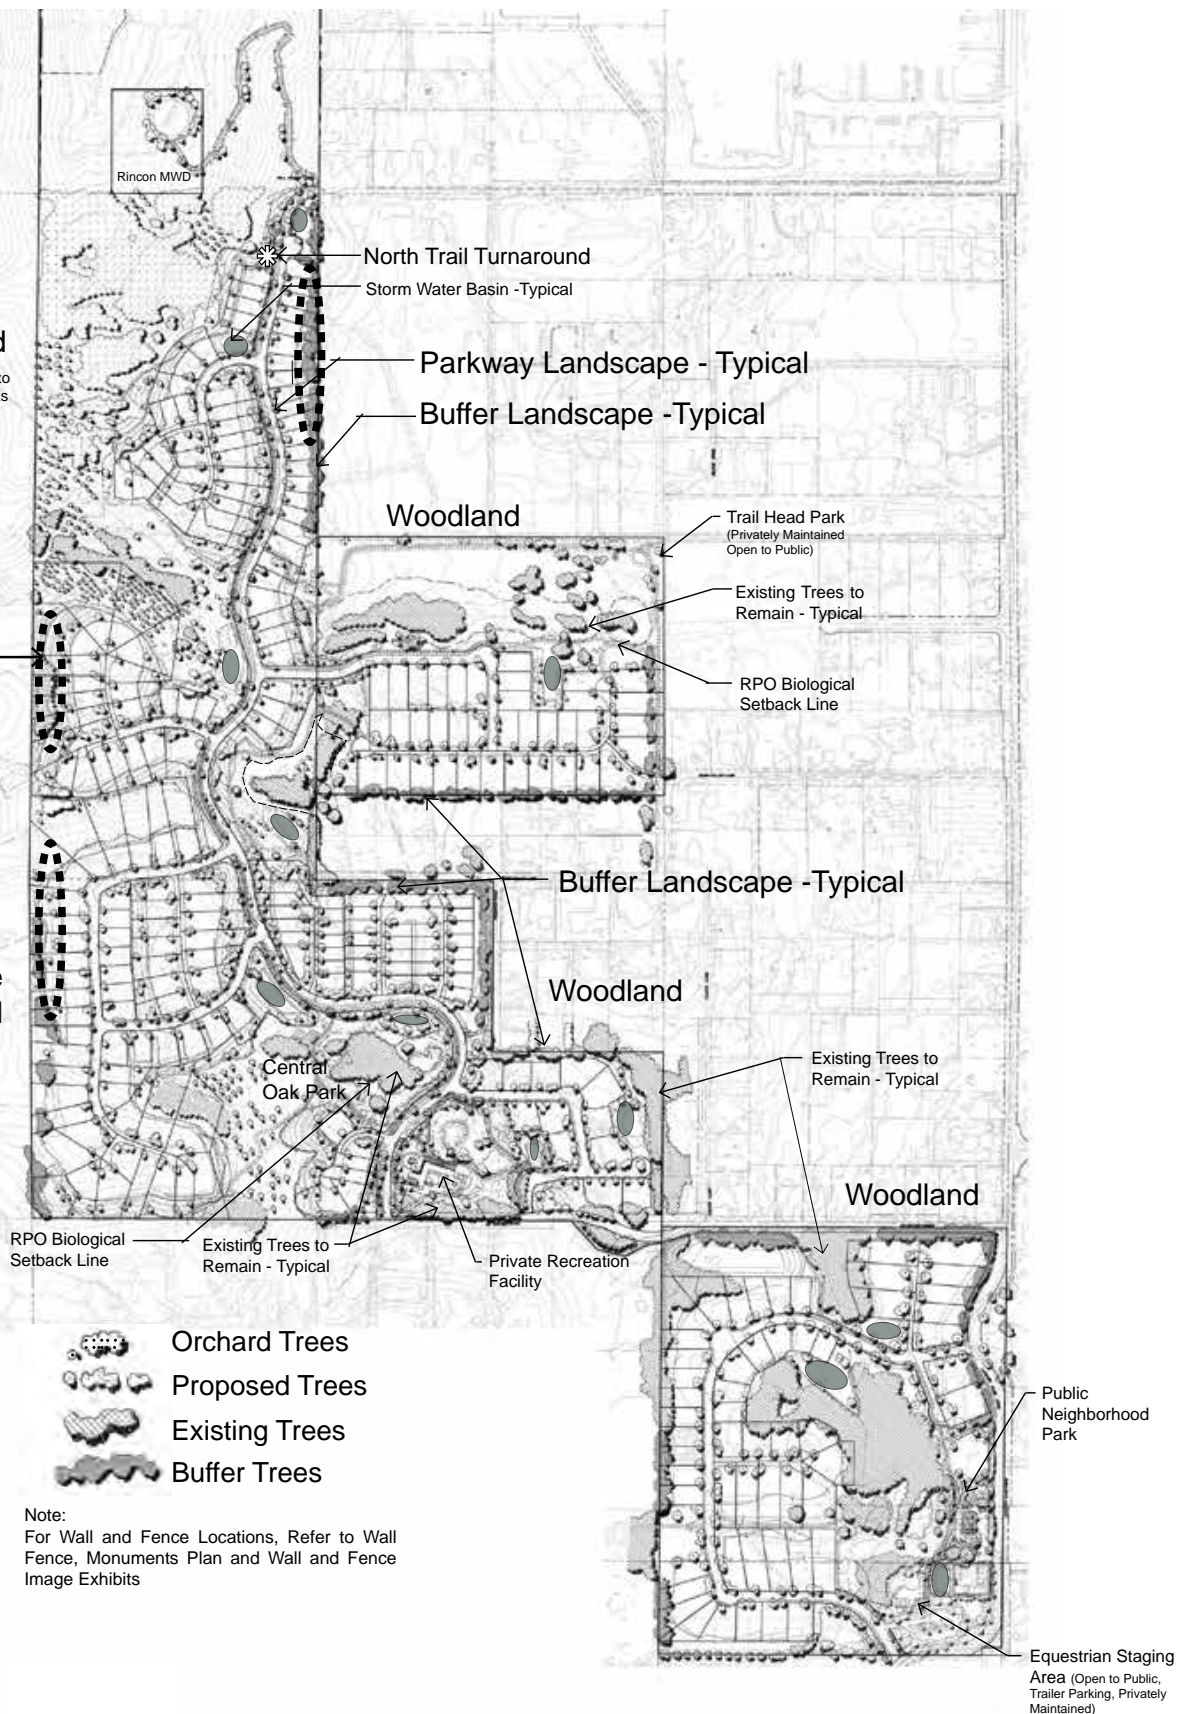 Rincon MWD
North Trail Turnaround
Storm Water Basin -Typical
d
to
s
Parkway Landscape - Typical
Buffer Landscape -Typical
Woodland
Trail Head Park
(Privately Maintained
Open to Public)
Existing Trees to
Remain - Typical
RPO Biological
Setback Line
Buffer Landscape -Typical
Woodland
Central
Oak Park
Existing Trees to
Remain - Typical
Woodland
RPO Biological
Setback Line
Existing Trees to
Remain - Typical
Private Recreation
Facility
Orchard Trees
Proposed Trees
Existing Trees
Buffer Trees
Public
Neighborhood
Park
Note:
For Wall and Fence Locations, Refer to Wall
Fence, Monuments Plan and Wall and Fence
Image Exhibits
Equestrian Staging
Area (Open to Public,
Trailer Parking, Privately
Maintained)